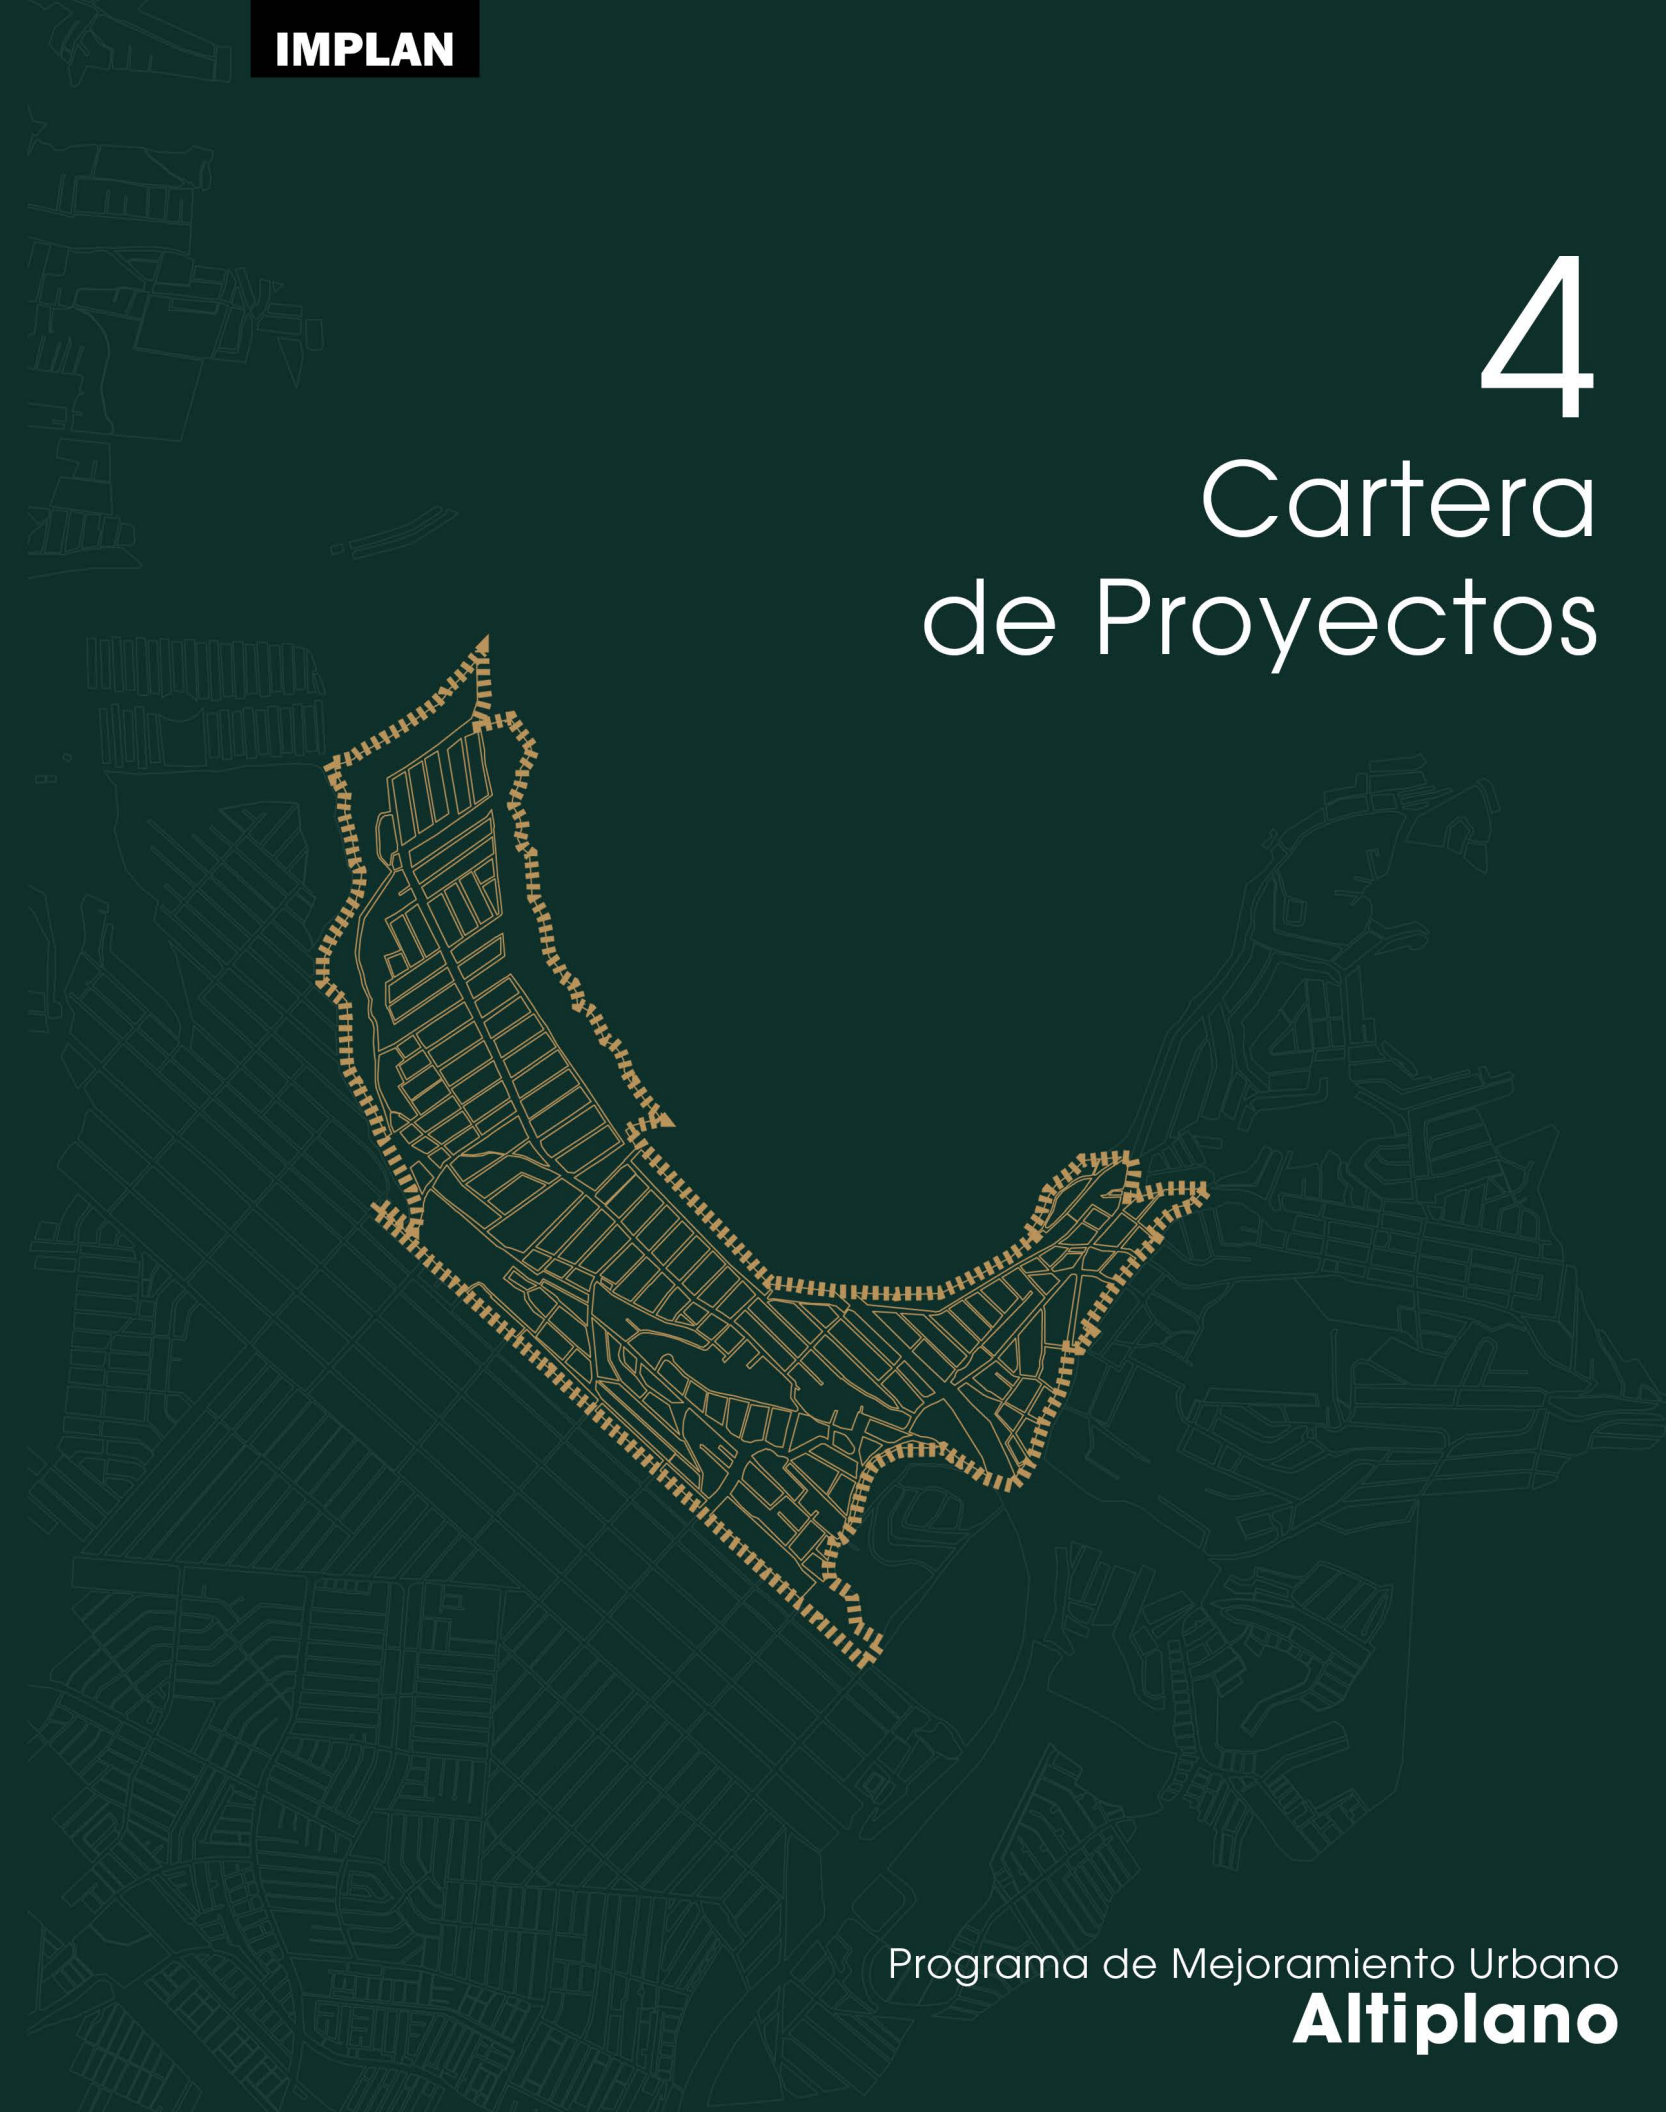 IMPLAN
4
Cartera
de Proyectos
Programa de Mejoramiento Urbano
Altiplano